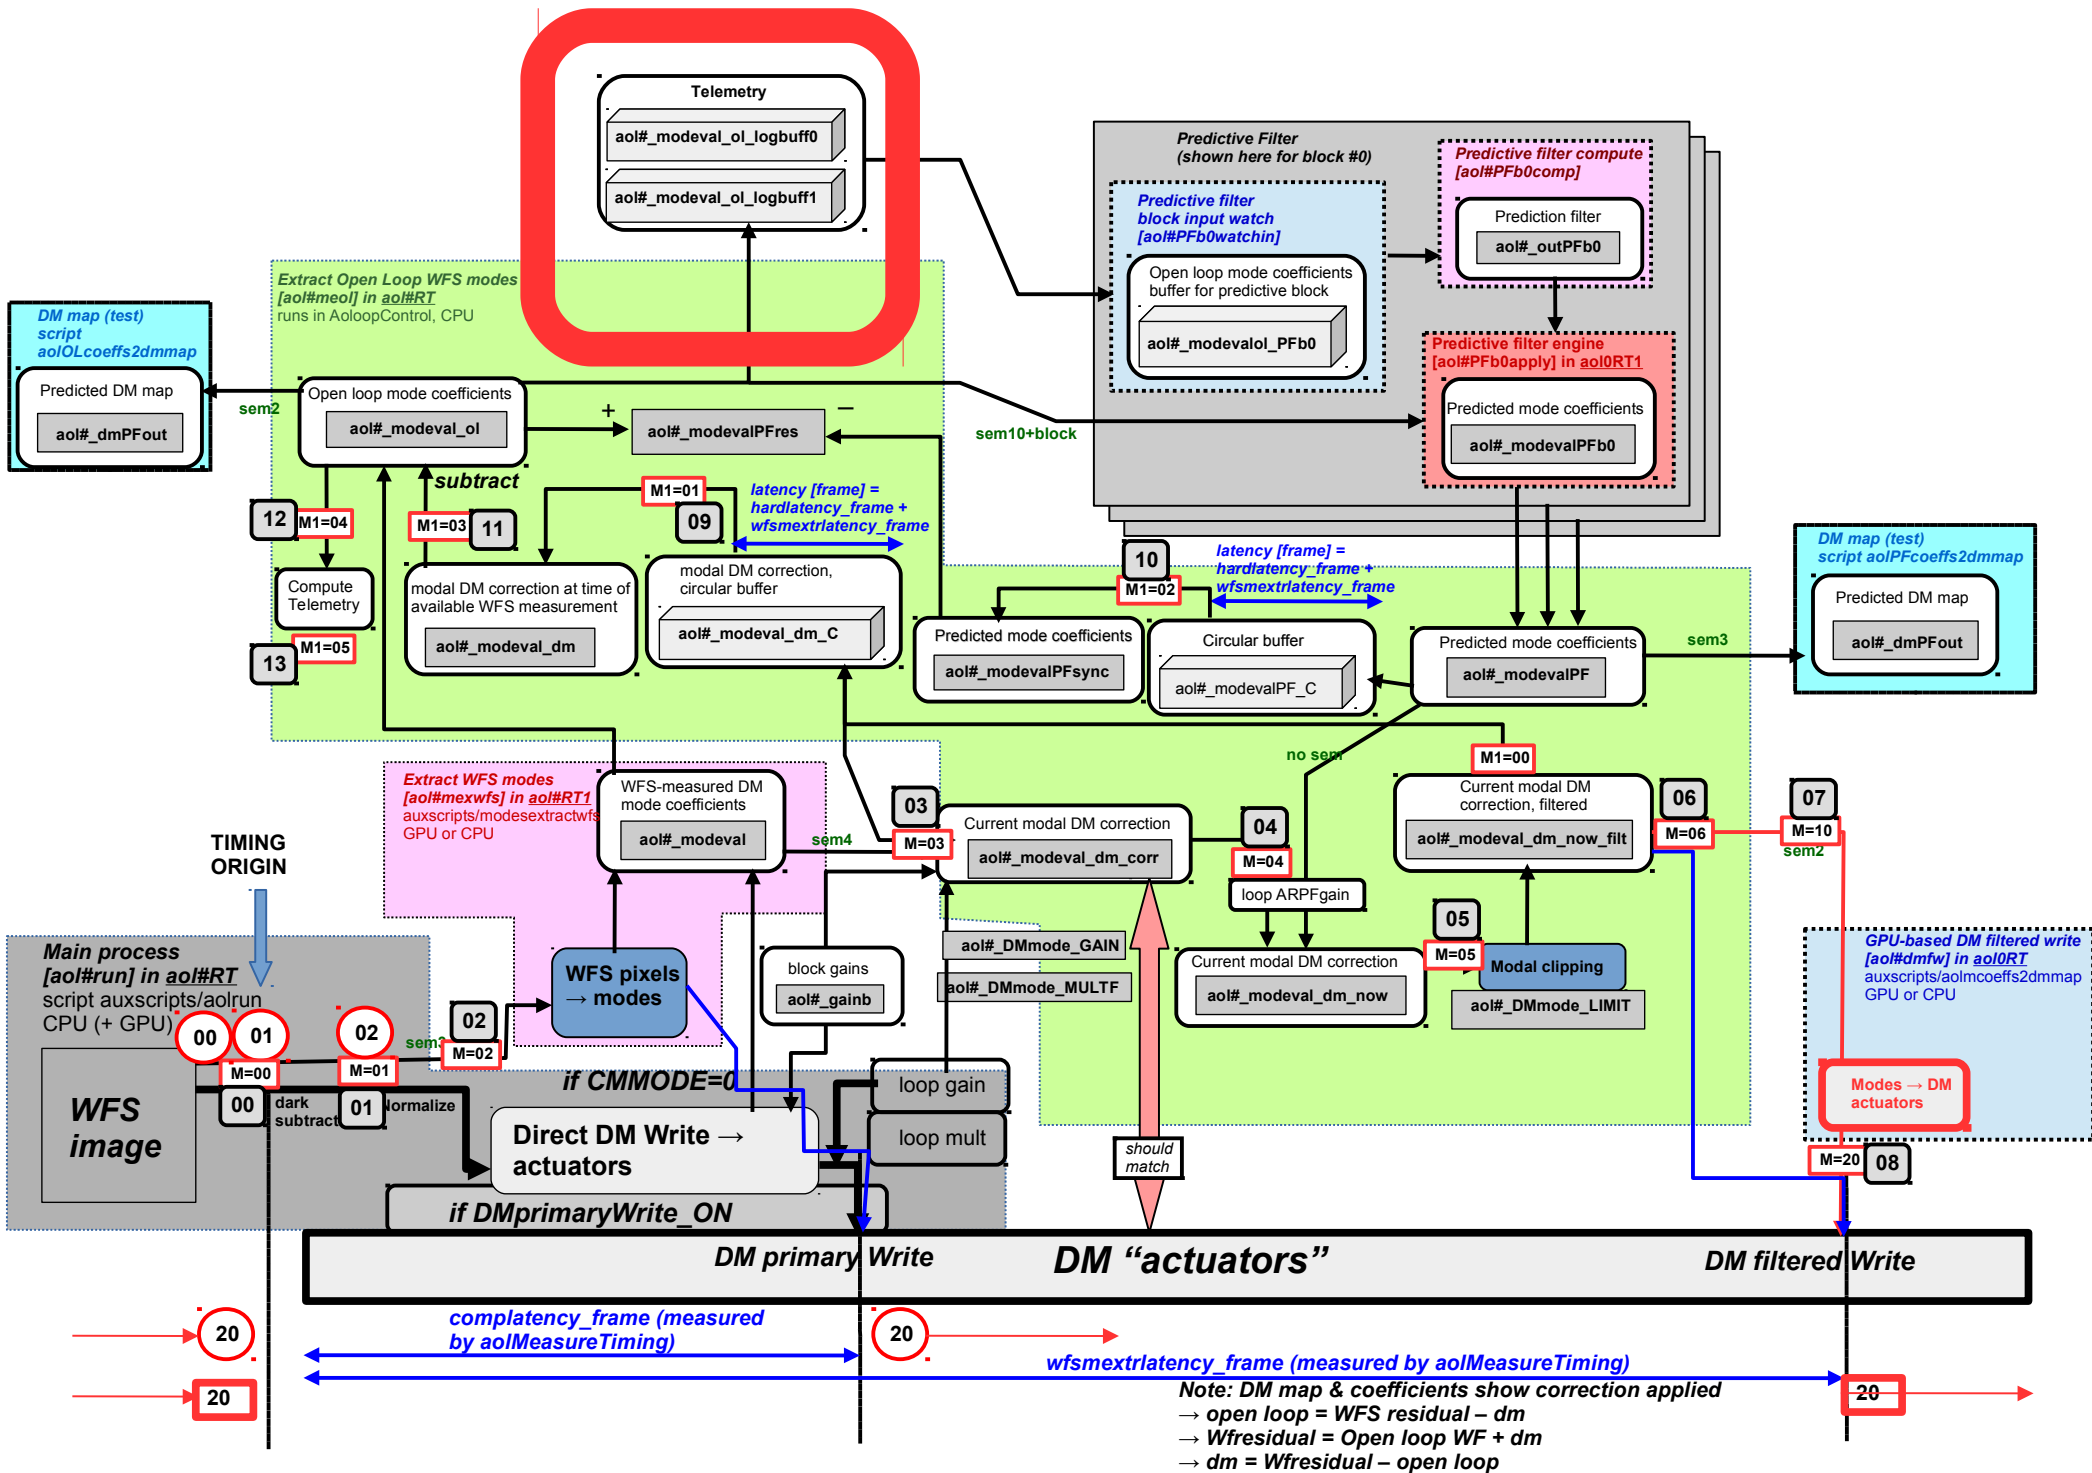 Telemetry
aol#_modeval_ol_logbuff0
aol#_modeval_ol_logbuff1
Predictive Filter
(shown here for block #0)
Predictive filter compute
[aol#PFb0comp]
Prediction filter
aol#_outPFb0
Predictive filter
block input watch
[aol#PFb0watchin]
Open loop mode coefficients
buffer for predictive block
aol#_modevalol_PFb0
Predictive filter engine
[aol#PFb0apply] in aol0RT1
Predicted mode coefficients
aol#_modevalPFb0
Extract Open Loop WFS modes
[aol#meol] in aol#RT
runs in AoloopControl, CPU
DM map (test)
script
aolOLcoeffs2dmmap
Predicted DM map
aol#_dmPFout
sem2
Open loop mode coefficients
aol#_modeval_ol
+
aol#_modevalPFres
−
sem10+block
subtract
M1=01
09
latency [frame] =
hardlatency_frame +
wfsmextrlatency_frame
12
M1=04
M1=03
11
Compute
Telemetry
M1=05
13
modal DM correction at time of
available WFS measurement
aol#_modeval_dm
modal DM correction,
circular buffer
aol#_modeval_dm_C
10
M1=02
latency [frame] =
hardlatency_frame +
wfsmextrlatency_frame
Predicted mode coefficients
aol#_modevalPFsync
Circular buffer
aol#_modevalPF_C
Predicted mode coefficients
aol#_modevalPF
sem3
DM map (test)
script aolPFcoeffs2dmmap
Predicted DM map
aol#_dmPFout
no sem
M1=00
Extract WFS modes
[aol#mexwfs] in aol#RT1
auxscripts/modesextractwfs
GPU or CPU
WFS-measured DM
mode coefficients
aol#_modeval
sem4
03
M=03
Current modal DM correction
aol#_modeval_dm_corr
04
M=04
loop ARPFgain
Current modal DM
correction, filtered
aol#_modeval_dm_now_filt
06
M=06
07
M=10
sem2
TIMING
ORIGIN
05
M=05
Modal clipping
aol#_DMmode_LIMIT
Current modal DM correction
aol#_modeval_dm_now
aol#_DMmode_GAIN
aol#_DMmode_MULTF
block gains
aol#_gainb
WFS pixels
→ modes
Main process
[aol#run] in aol#RT
script auxscripts/aolrun
CPU (+ GPU)
00
01
02
sem3
02
M=02
M=00
M=01
00
dark
subtract
01
Normalize
WFS
image
if CMMODE=0
Direct DM Write →
actuators
loop gain
loop mult
if DMprimaryWrite_ON
should
match
GPU-based DM filtered write
[aol#dmfw] in aol0RT
auxscripts/aolmcoeffs2dmmap
GPU or CPU
Modes → DM
actuators
M=20
08
DM primary Write
DM “actuators”
DM filtered Write
20
complatency_frame (measured
by aolMeasureTiming)
20
wfsmextrlatency_frame (measured by aolMeasureTiming)
20
20
Note: DM map & coefficients show correction applied
→ open loop = WFS residual – dm
→ Wfresidual = Open loop WF + dm
→ dm = Wfresidual – open loop